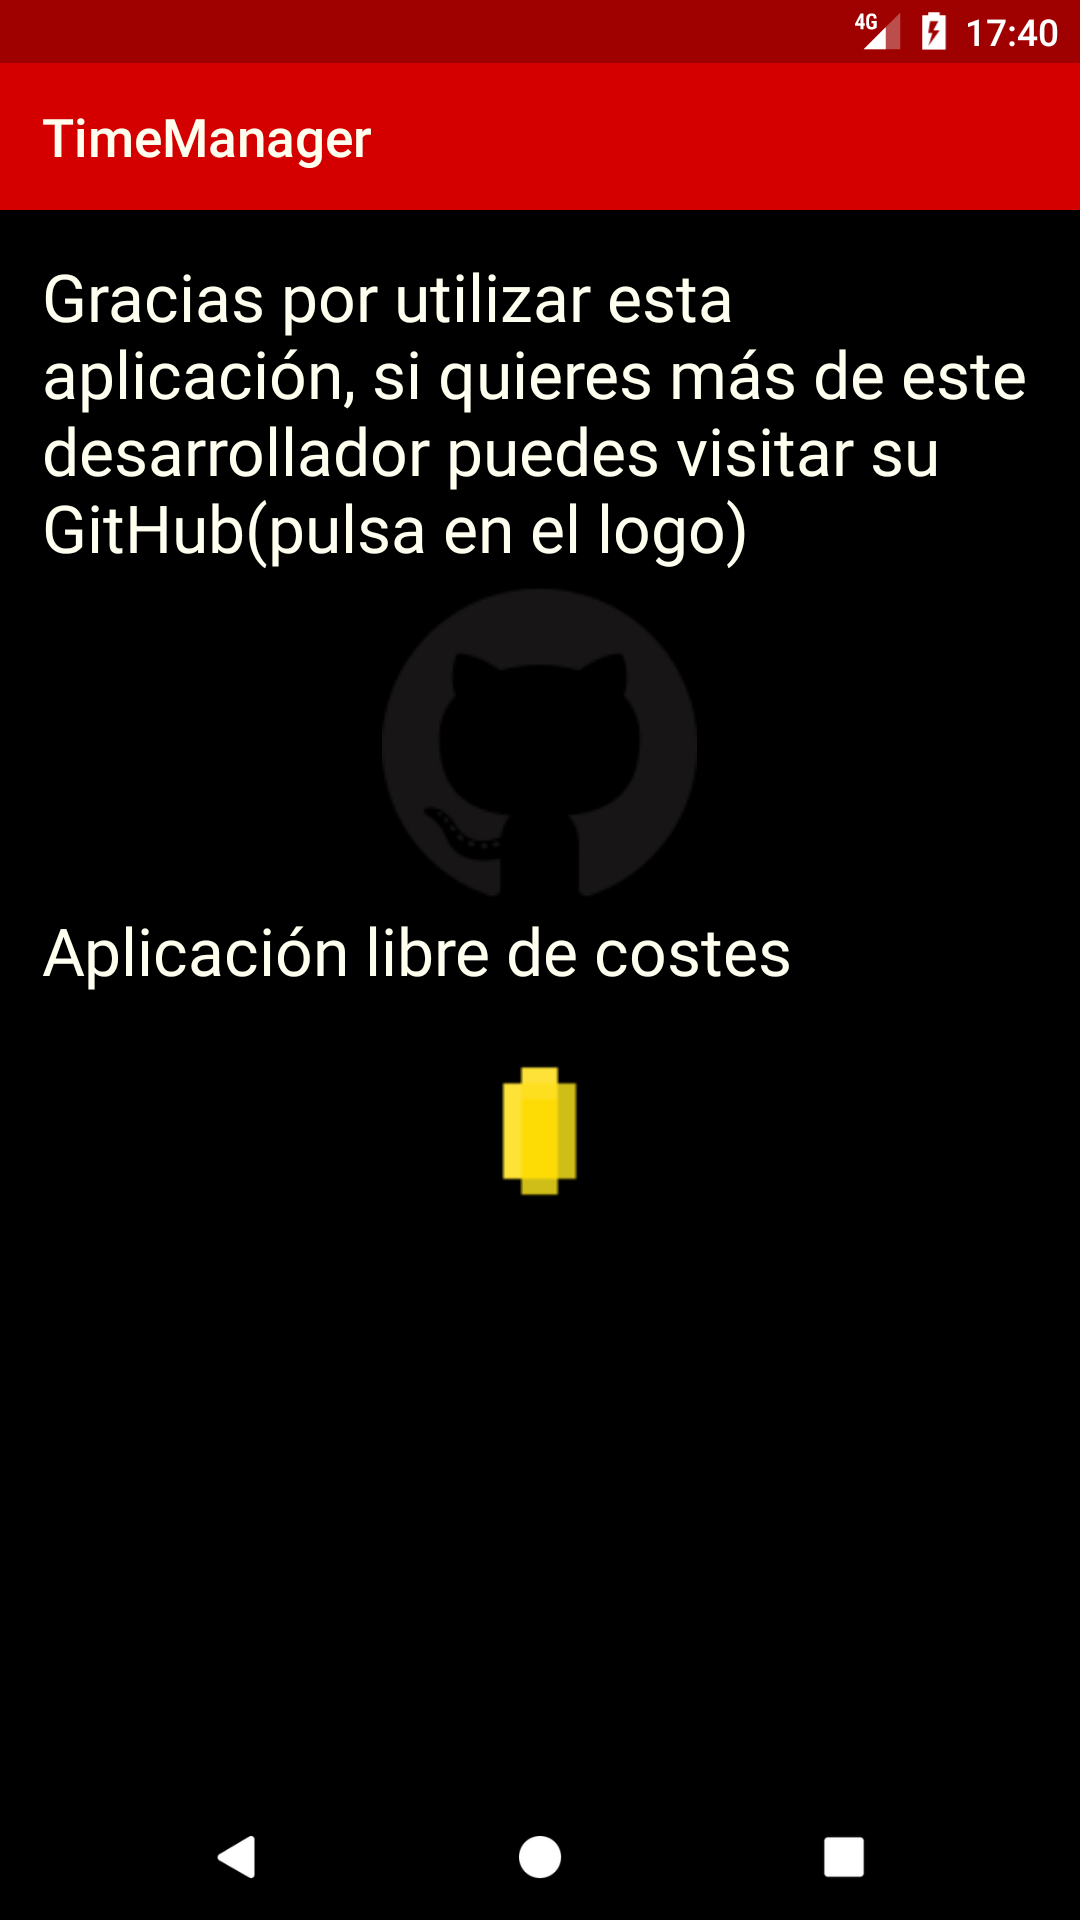 4G 17:40
TimeManager
Gracias por utilizar esta
aplicación, si quieres más de este
desarrollador puedes visitar su
GitHub(pulsa en el logo)
Aplicación libre de costes